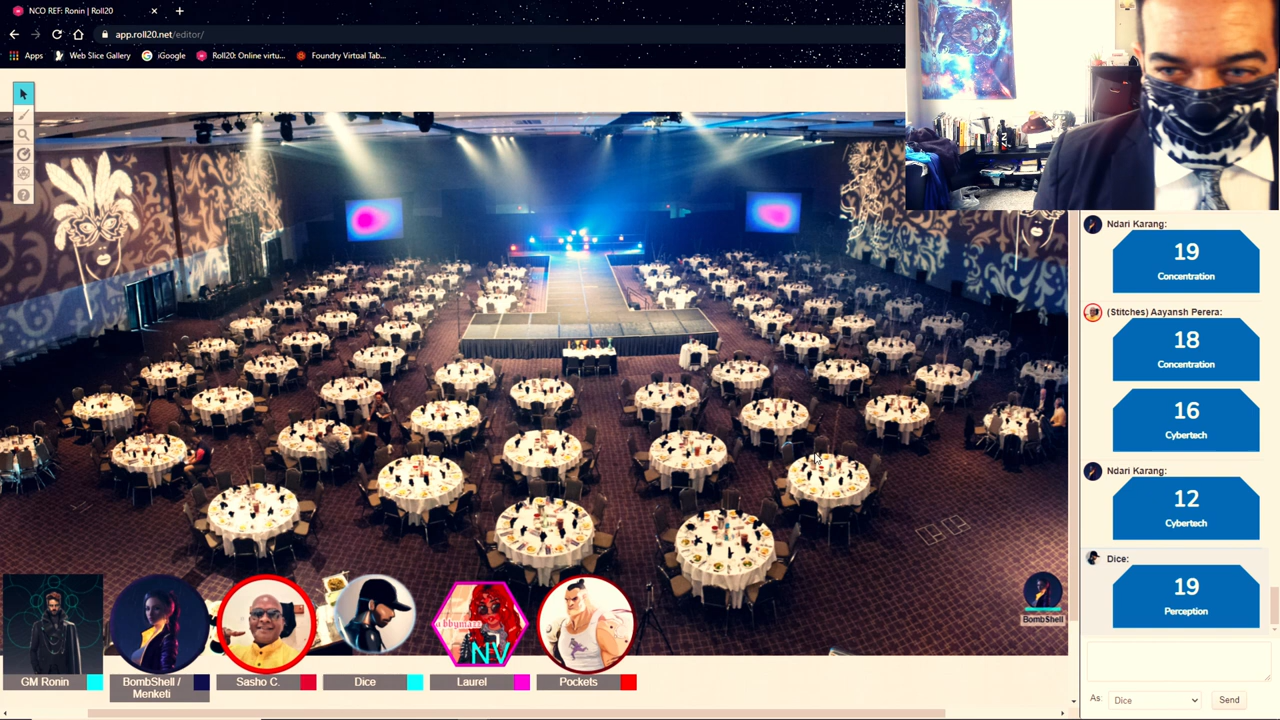 NCO REF: Ronin | Roll20
app.roll20.net/editor/
Apps
Web Slice Gallery
iGoogle
Roll20: Online virtu...
Foundry Virtual Tab...
Ndari Karang:
19
Concentration
(Stitches) Aayansh Perera:
18
Concentration
16
Cybertech
Ndari Karang:
12
Cybertech
Dice:
19
Perception
BombShell
NV
GM Ronin
BombShell /
Menketi
Sasho C.
Dice
Laurel
Pockets
As:
Dice
Send